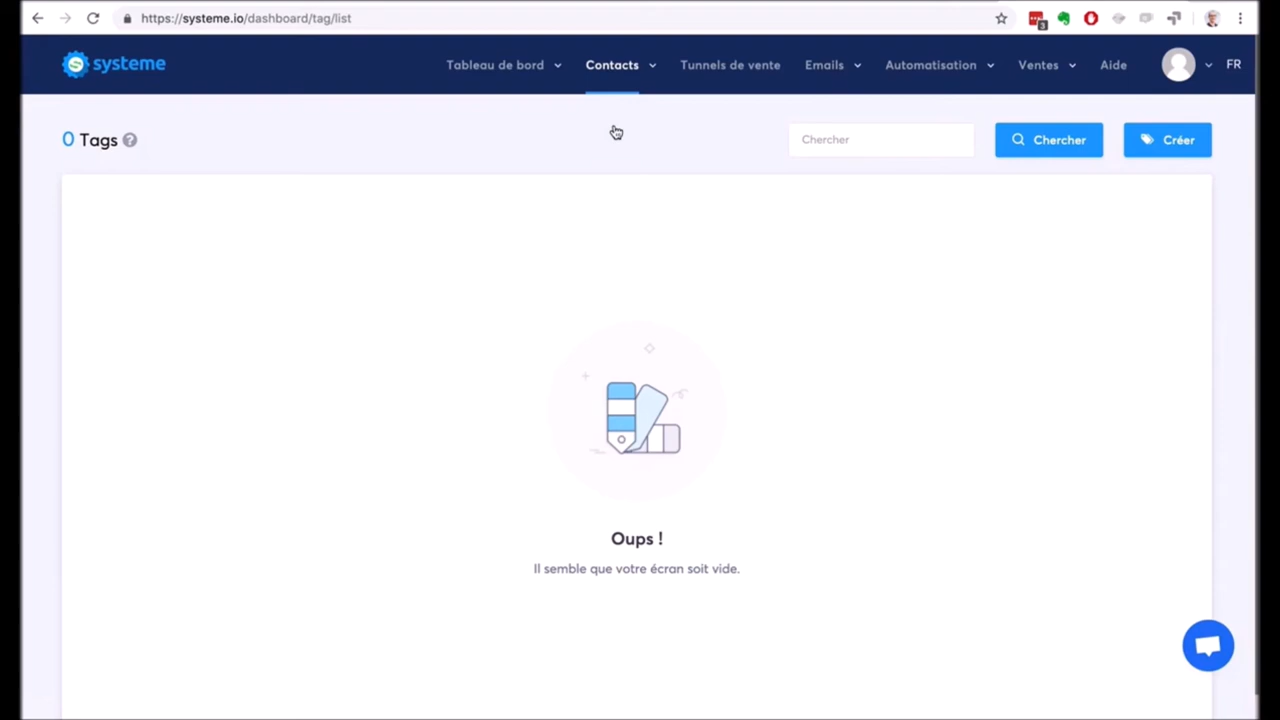 https://systeme.io/dashboard/tag/list
3
systeme
Tableau de bord
Contacts
Tunnels de vente
Emails
Automatisation
Ventes
Aide
FR
0 Tags ?
Chercher
Chercher
Créer
Oups !
Il semble que votre écran soit vide.